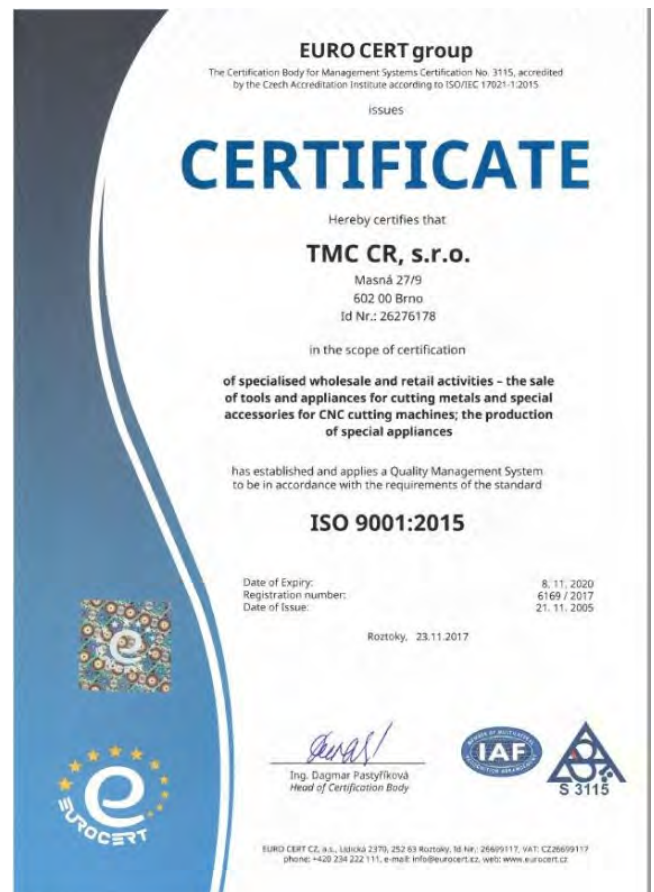 EURO CERT group
The Certification Body for Management Systems Certification No. 3115, accredited
by the Czech Accreditation Institute according to ISO/IEC 17021-1:2015
issues
CERTIFICATE
Hereby certifies that
TMC CR, s.r.o.
Masná 27/9
602 00 Brno
Id Nr.: 26276178
in the scope of certification
of specialised wholesale and retail activities – the sale
of tools and appliances for cutting metals and special
accessories for CNC cutting machines; the production
of special appliances
has established and applies a Quality Management System
to be in accordance with the requirements of the standard
ISO 9001:2015
Date of Expiry: 8. 11. 2020
Registration number: 6169 / 2017
Date of Issue: 21. 11. 2005
Roztoky, 23.11.2017
Ing. Dagmar Pastyříková
Head of Certification Body
IAF
S 3115
e
EUROCERT
EURO CERT CZ, a.s., Lidická 2370, 252 63 Roztoky, Id Nr.: 26699117, VAT: CZ26699117
phone: +420 234 222 111, e-mail: info@eurocert.cz, web: www.eurocert.cz